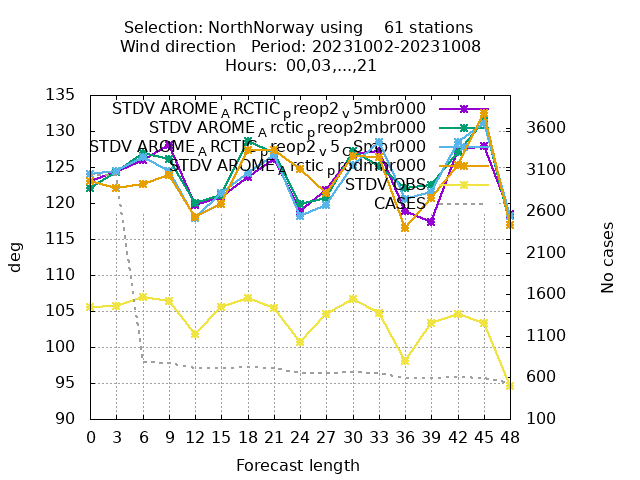 Selection: NorthNorway using 61 stations
Wind direction Period: 20231002-20231008
Hours: 00,03,...,21
135
130
125
120
115
110
105
100
95
90
deg
STDV AROME_ARCTIC_preop2_v5mbr000
STDV AROME_Arctic_preop2mbr000
STDV AROME_ARCTIC_preop2_v5_CSmbr000
STDV AROME_Arctic_p
STDV OBS
CASES
3600
3100
2600
2100
1600
1100
600
100
No cases
0 3 6 9 12 15 18 21 24 27 30 33 36 39 42 45 48
Forecast length